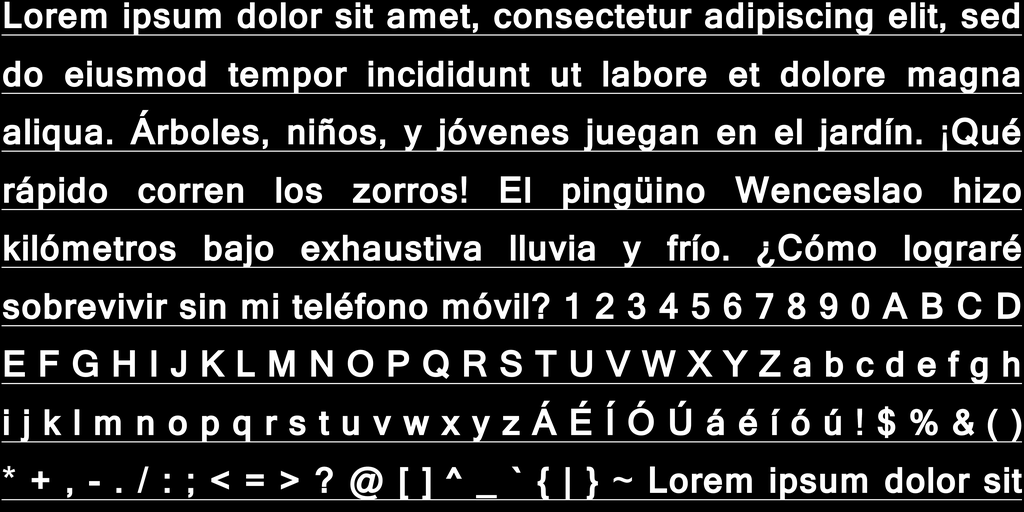 Lorem ipsum dolor sit amet, consectetur adipiscing elit, sed
do eiusmod tempor incididunt ut labore et dolore magna
aliqua. Árboles, niños, y jóvenes juegan en el jardín. ¡Qué
rápido corren los zorros! El pingüino Wenceslao hizo
kilómetros bajo exhaustiva lluvia y frío. ¿Cómo lograré
sobrevivir sin mi teléfono móvil? 1 2 3 4 5 6 7 8 9 0 A B C D
E F G H I J K L M N O P Q R S T U V W X Y Z a b c d e f g h
i j k l m n o p q r s t u v w x y z Á É Í Ó Ú á é í ó ú ! $ % & ( )
* + , - . / : ; < = > ? @ [ ] ^ _ ` { | } ~ Lorem ipsum dolor sit